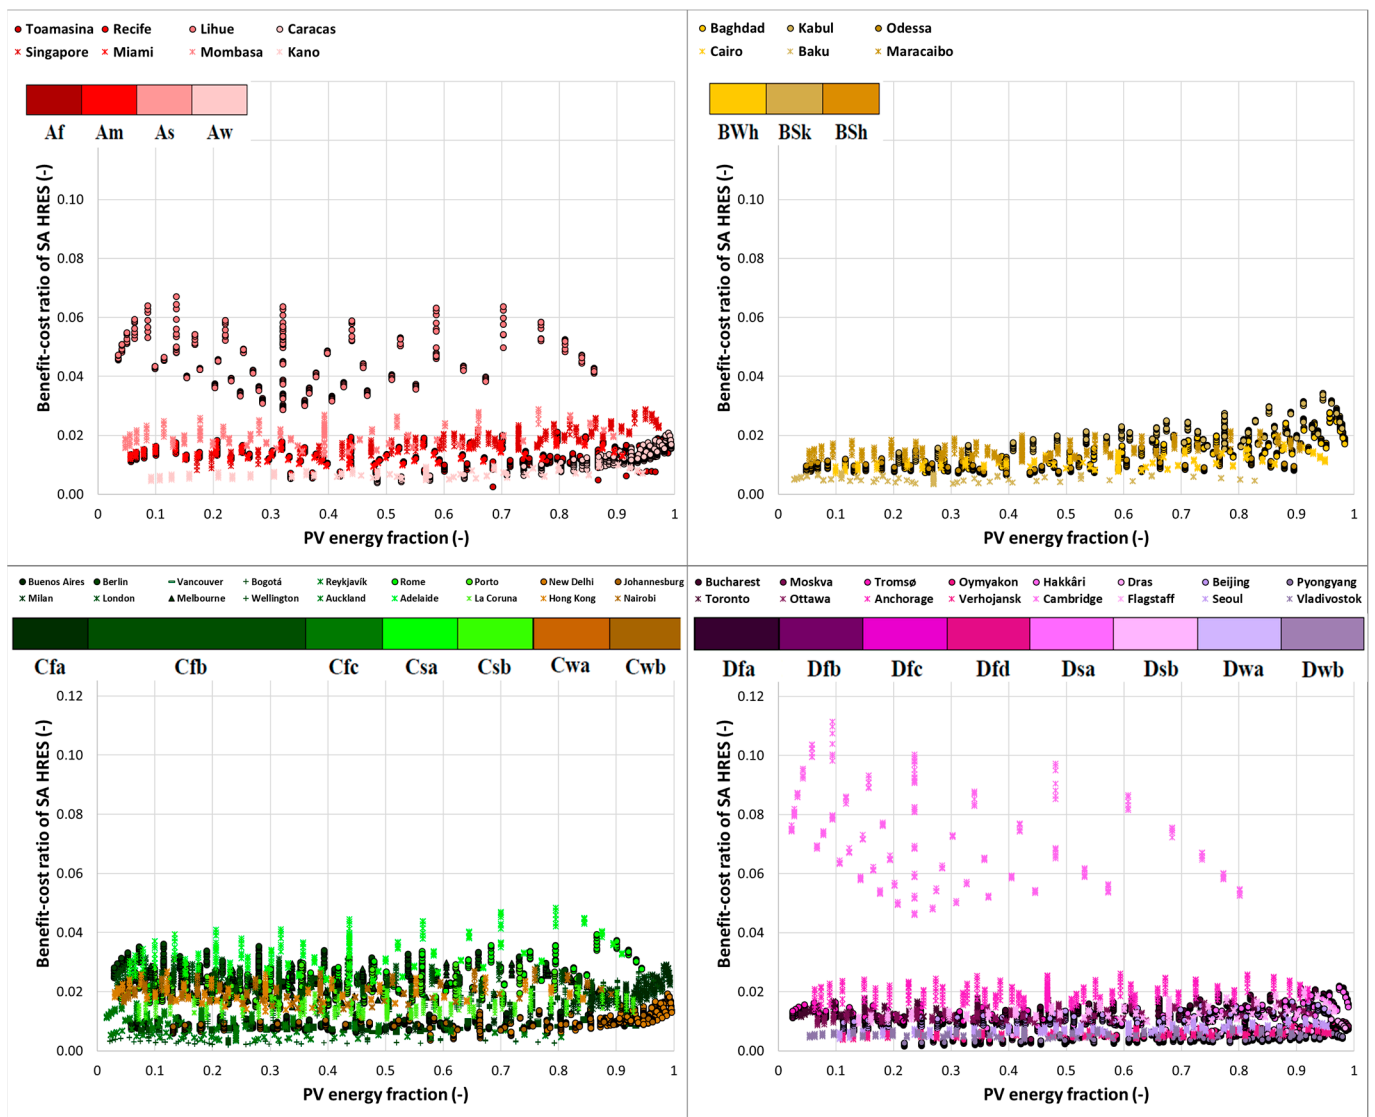 Toamasina Recife Lihue Caracas
Singapore Miami Mombasa Kano
Af Am As Aw
Benefit-cost ratio of SA HRES (-)
0.10
0.08
0.06
0.04
0.02
0.00
0 0.1 0.2 0.3 0.4 0.5 0.6 0.7 0.8 0.9 1
PV energy fraction (-)
Baghdad Kabul Odessa
Cairo Baku Maracaibo
BWh BSk BSh
Benefit-cost ratio of SA HRES (-)
0.10
0.08
0.06
0.04
0.02
0.00
0 0.1 0.2 0.3 0.4 0.5 0.6 0.7 0.8 0.9 1
PV energy fraction (-)
Buenos Aires Berlin Vancouver Bogotá Reykjavík Rome Porto New Delhi Johannesburg
Milan London Melbourne Wellington Auckland Adelaide La Coruna Hong Kong Nairobi
Cfa Cfb Cfc Csa Csb Cwa Cwb
Benefit-cost ratio of SA HRES (-)
0.12
0.10
0.08
0.06
0.04
0.02
0.00
0 0.1 0.2 0.3 0.4 0.5 0.6 0.7 0.8 0.9 1
PV energy fraction (-)
Bucharest Moskva Tromsø Oymyakon Hakkâri Dras Beijing Pyongyang
Toronto Ottawa Anchorage Verhojansk Cambridge Flagstaff Seoul Vladivostok
Dfa Dfb Dfc Dfd Dsa Dsb Dwa Dwb
Benefit-cost ratio of SA HRES (-)
0.12
0.10
0.08
0.06
0.04
0.02
0.00
0 0.1 0.2 0.3 0.4 0.5 0.6 0.7 0.8 0.9 1
PV energy fraction (-)